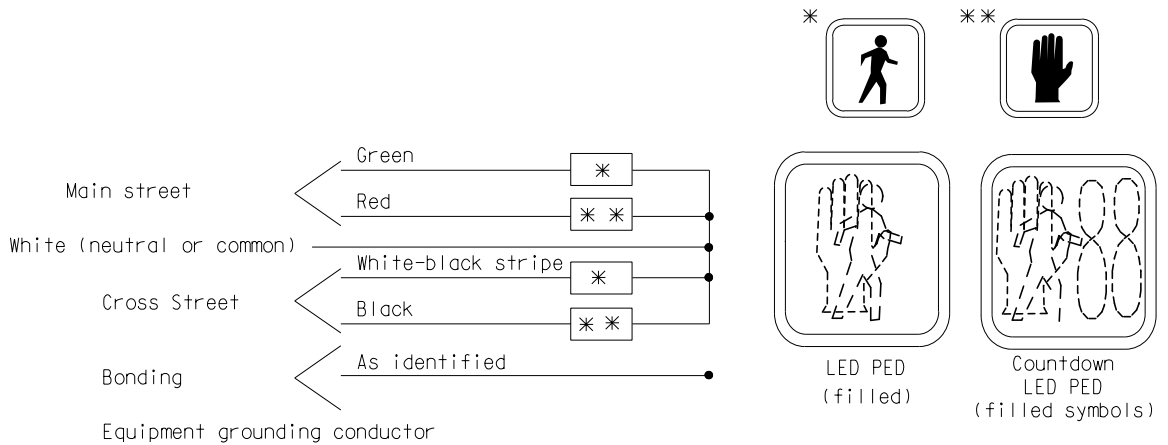 *
**
Green
*
Main street
Red
* *
White (neutral or common)
White-black stripe
*
Cross Street
Black
* *
As identified
Bonding
Equipment grounding conductor
LED PED
(filled)
Countdown
LED PED
(filled symbols)